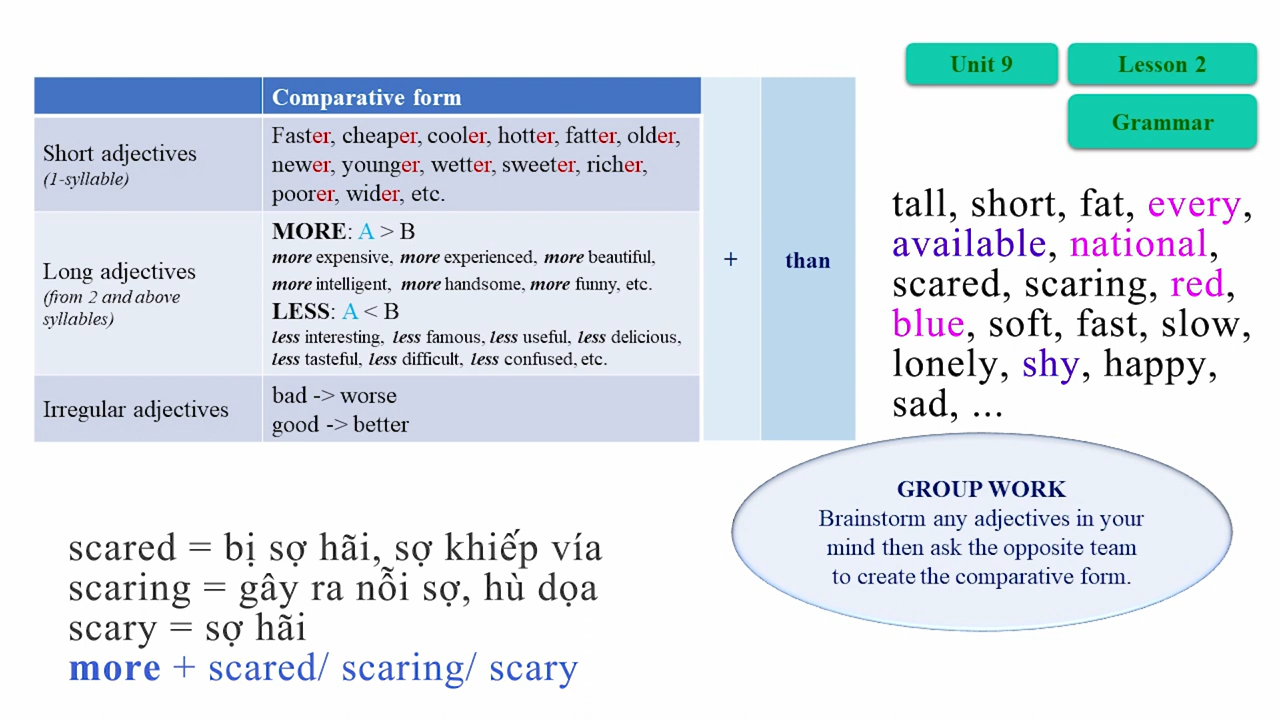 Unit 9
Lesson 2
Grammar
Comparative form
Short adjectives
(1-syllable)
Faster, cheaper, cooler, hotter, fatter, older,
newer, younger, wetter, sweeter, richer,
poorer, wider, etc.
Long adjectives
(from 2 and above
syllables)
MORE: A > B
more expensive, more experienced, more beautiful,
more intelligent, more handsome, more funny, etc.
LESS: A < B
less interesting, less famous, less useful, less delicious,
less tasteful, less difficult, less confused, etc.
Irregular adjectives
bad -> worse
good -> better
+
than
tall, short, fat, every,
available, national,
scared, scaring, red,
blue, soft, fast, slow,
lonely, shy, happy,
sad, ...
GROUP WORK
Brainstorm any adjectives in your
mind then ask the opposite team
to create the comparative form.
scared = bị sợ hãi, sợ khiếp vía
scaring = gây ra nỗi sợ, hù dọa
scary = sợ hãi
more + scared/ scaring/ scary